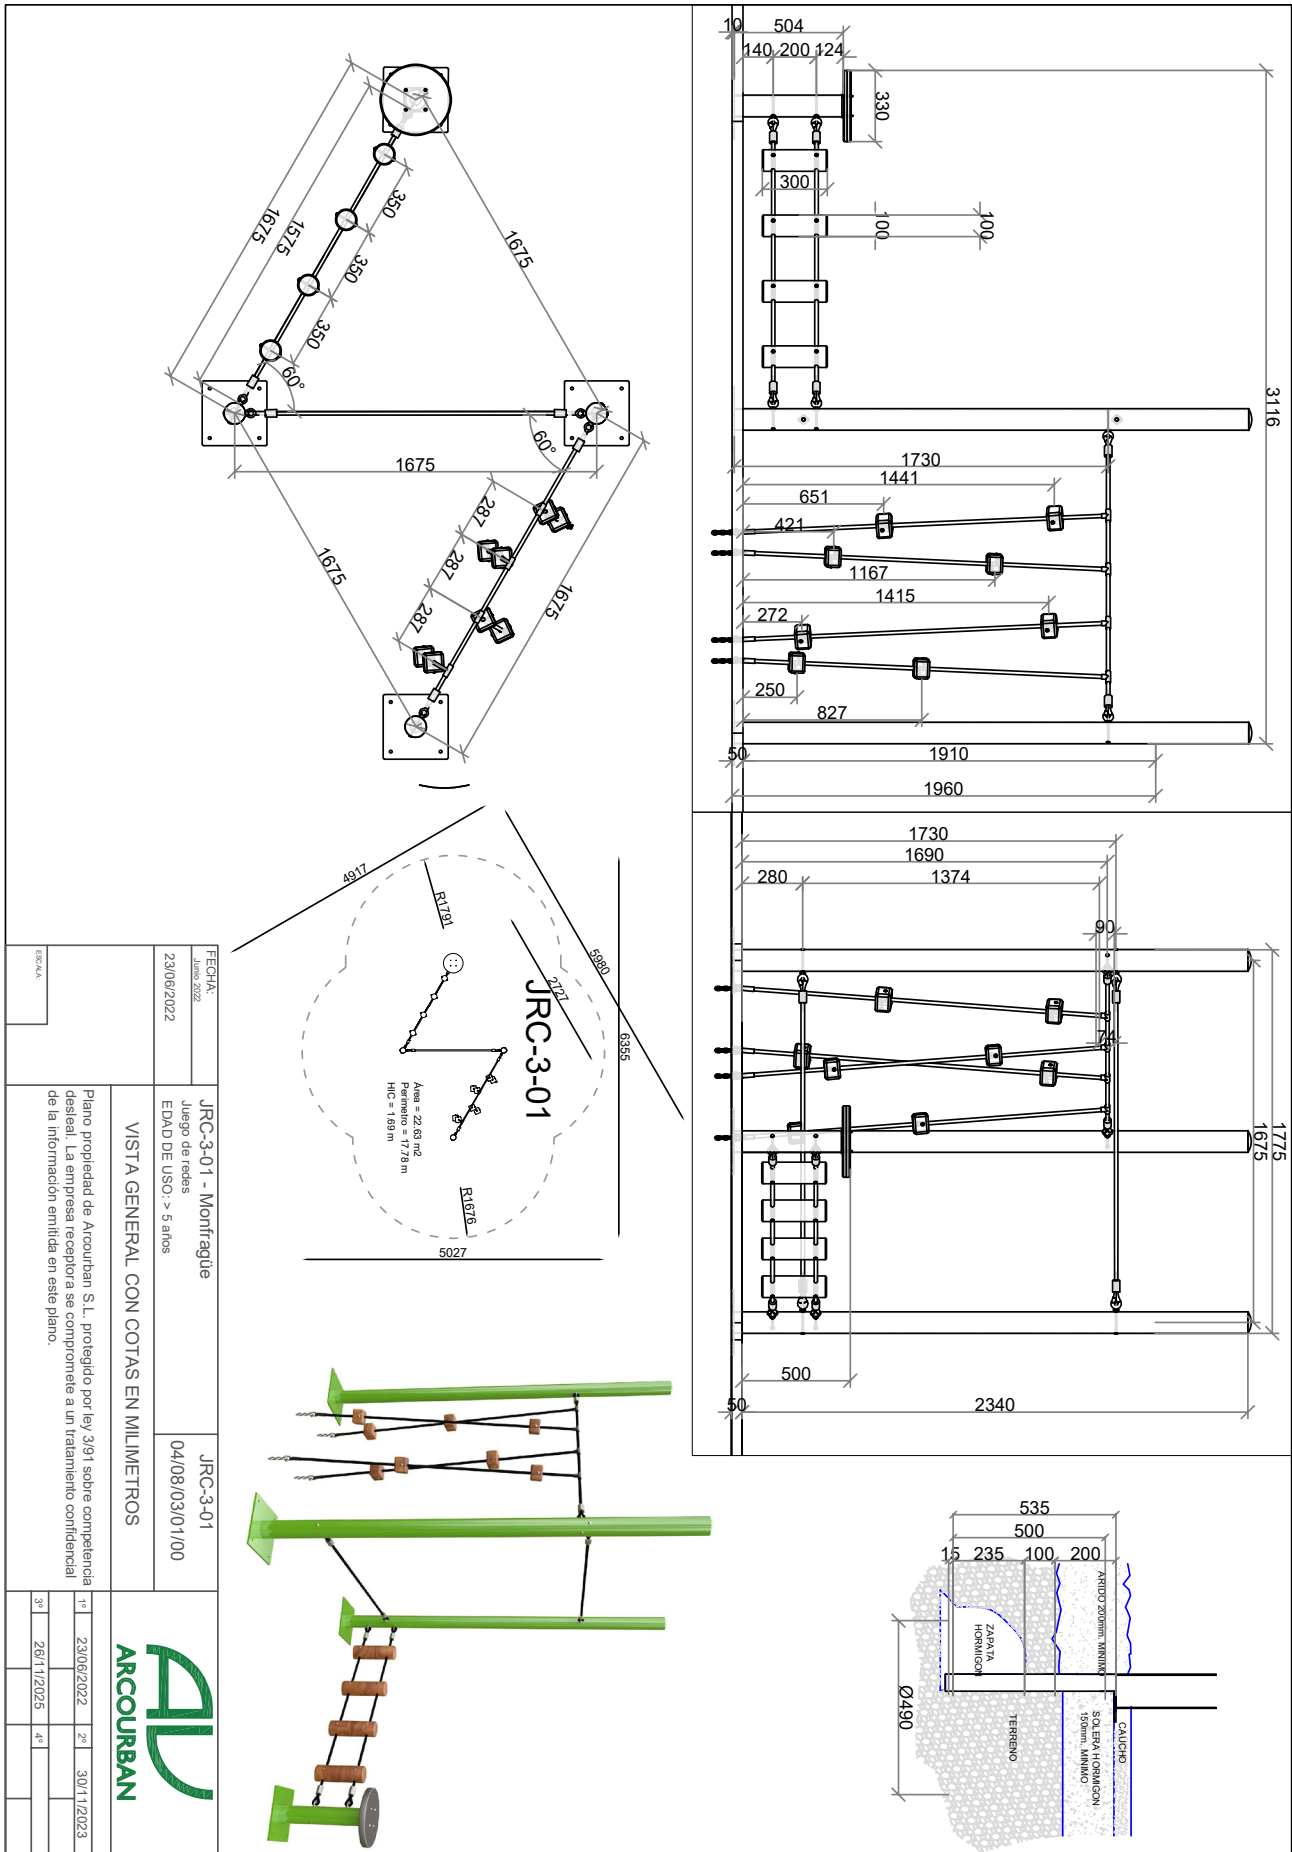 10
504
140
200
124
330
300
100
100
3116
1730
1441
651
421
1167
1415
272
250
827
50
1910
1960
1675
1575
350
350
350
60°
1675
1675
60°
287
287
287
1675
1675
1730
1690
280
1374
90
74
1775
1675
500
50
2340
4917
R1791
5980
2727
6355
JRC-3-01
Área = 22.63 m2
Perímetro = 17.78 m
HIC = 1.69 m
R1676
5027
535
500
15
235
100
200
ARIDO 200mm. MINIMO
ZAPATA
HORMIGON
Ø490
TERRENO
CAUCHO
SOLERA HORMIGON
150mm. MINIMO
FECHA:
Junio 2022
23/06/2022
ESCALA:
JRC-3-01 - Monfragüe
Juego de redes
EDAD DE USO: > 5 años
JRC-3-01
04/08/03/01/00
VISTA GENERAL CON COTAS EN MILIMETROS
Plano propiedad de Arcourban S.L. protegido por ley 3/91 sobre competencia
desleal. La empresa receptora se compromete a un tratamiento confidencial
de la información emitida en este plano.
ARCOURBAN
1º 23/06/2022 2º 30/11/2023
3º 26/11/2025 4º